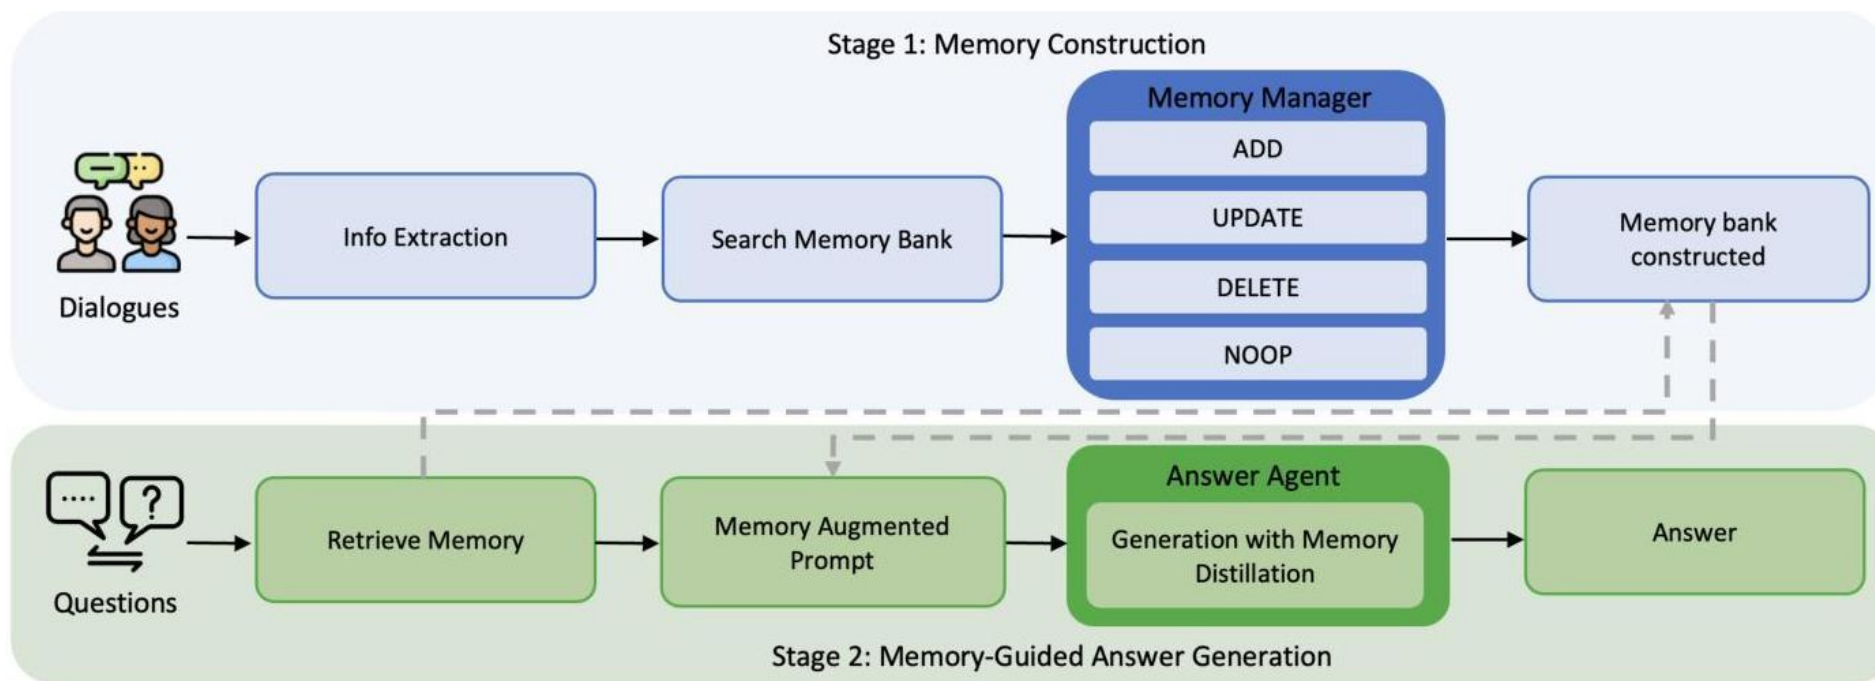 Stage 1: Memory Construction
Memory Manager
ADD
UPDATE
DELETE
NOOP
Dialogues
Info Extraction
Search Memory Bank
Memory bank
constructed
Questions
....
?
Retrieve Memory
Memory Augmented
Prompt
Answer Agent
Generation with Memory
Distillation
Answer
Stage 2: Memory-Guided Answer Generation